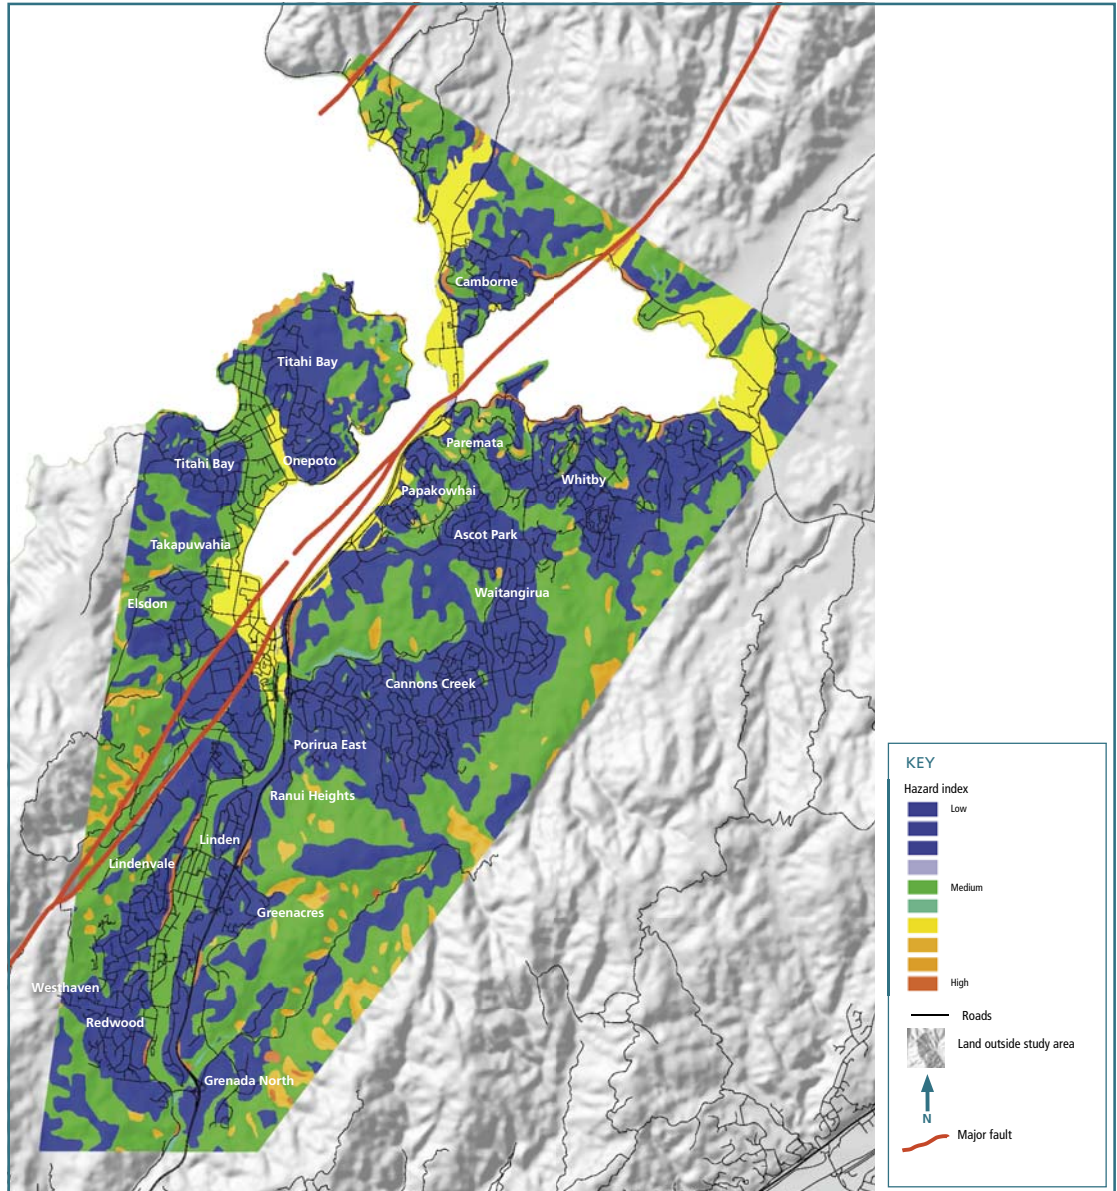 Camborne
Titahi Bay
Paremata
Titahi Bay
Onepoto
Whitby
Papakowhai
Ascot Park
Takapuwahia
Waitangirua
Elsdon
Cannons Creek
Porirua East
Ranui Heights
Linden
Lindenvale
Greenacres
Westhaven
Redwood
Grenada North
KEY
Hazard index
Low
Medium
High
Roads
Land outside study area
N
Major fault